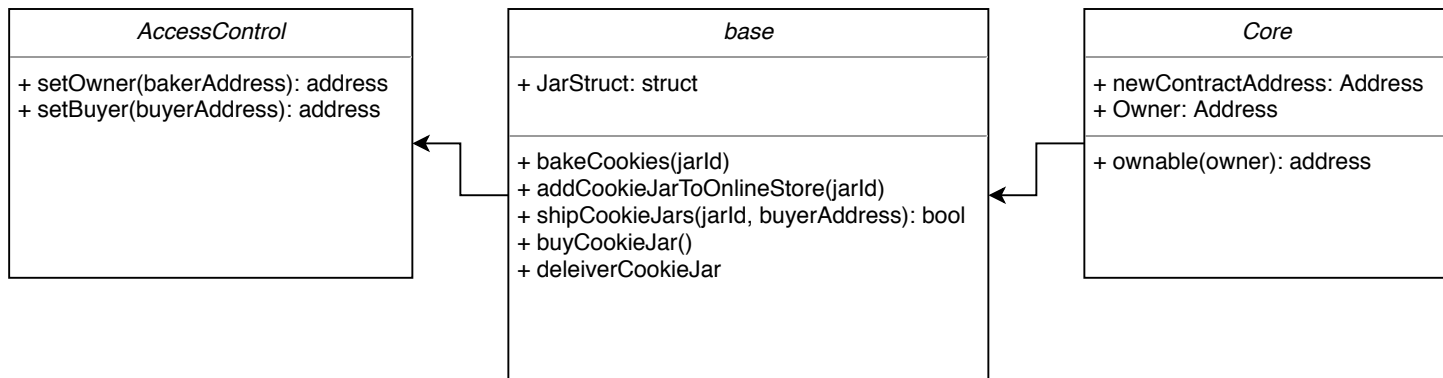 AccessControl
+ setOwner(bakerAddress): address
+ setBuyer(buyerAddress): address
base
+ JarStruct: struct
+ bakeCookies(jarId)
+ addCookieJarToOnlineStore(jarId)
+ shipCookieJars(jarId, buyerAddress): bool
+ buyCookieJar()
+ deleiverCookieJar
Core
+ newContractAddress: Address
+ Owner: Address
+ ownable(owner): address